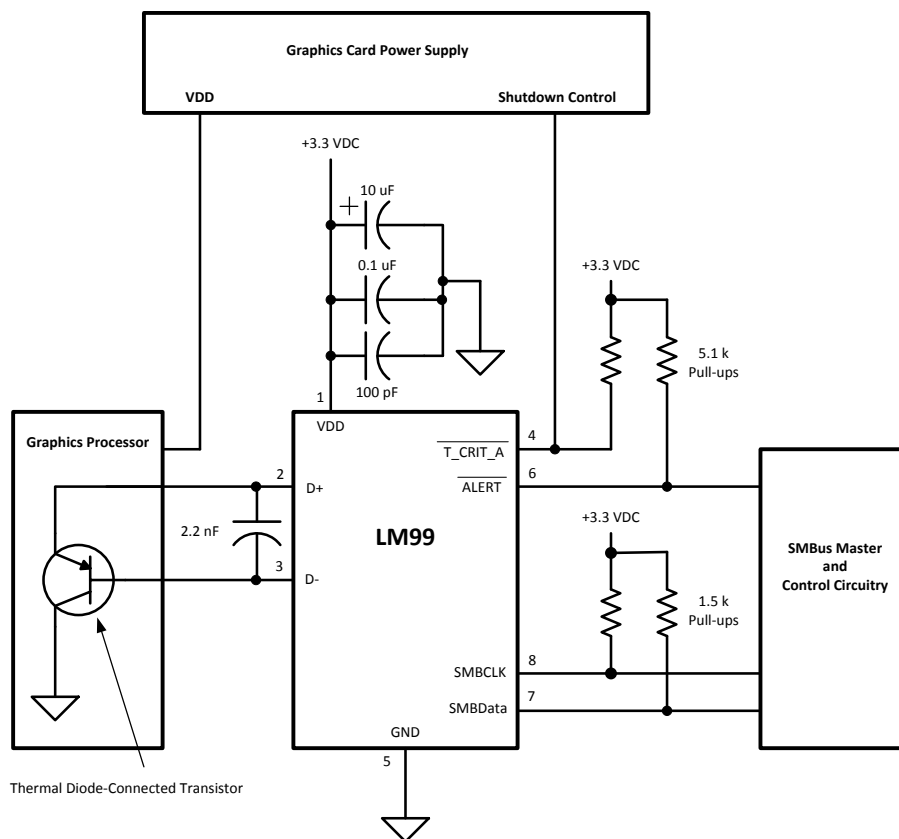 Graphics Card Power Supply
VDD
Shutdown Control
+3.3 VDC
10 uF
0.1 uF
100 pF
+3.3 VDC
5.1 k
Pull-ups
1
VDD
Graphics Processor
4
T_CRIT_A
2
D+
6
ALERT
2.2 nF
LM99
3
D-
+3.3 VDC
1.5 k
Pull-ups
SMBus Master
and
Control Circuitry
8
SMBCLK
7
SMBData
GND
5
Thermal Diode-Connected Transistor